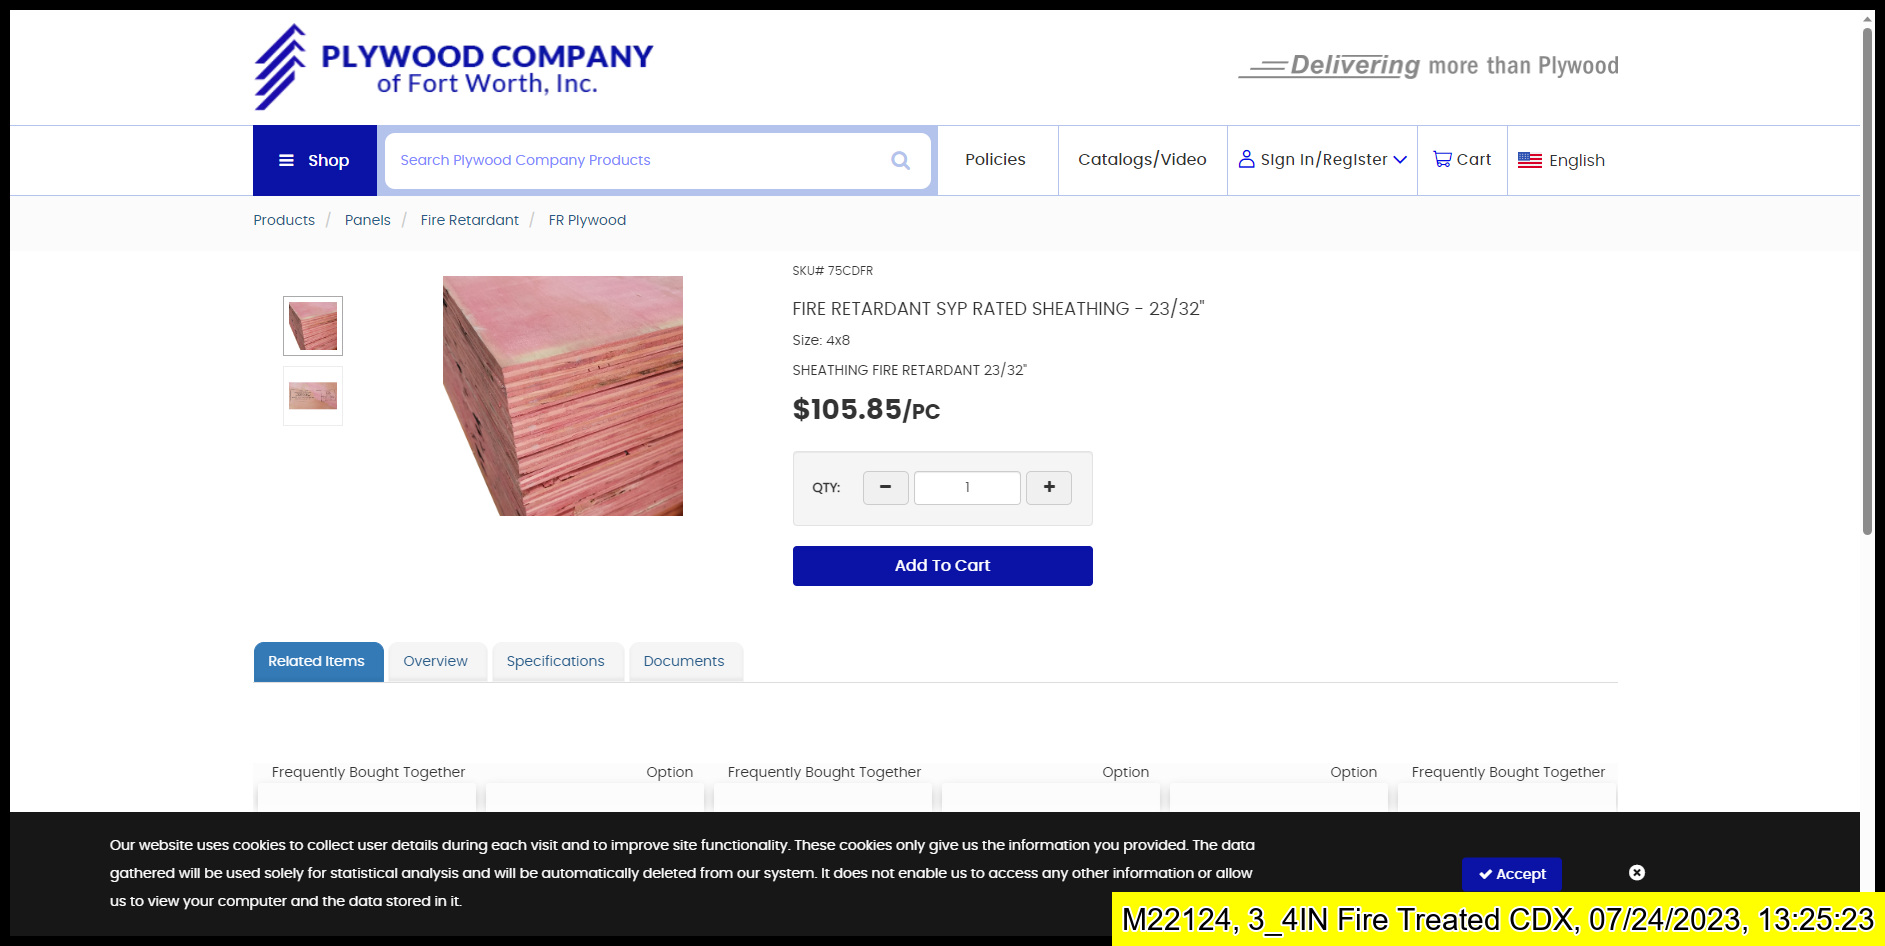 PLYWOOD COMPANY
of Fort Worth, Inc.
Delivering more than Plywood
Shop
Search Plywood Company Products
Policies
Catalogs/Video
Sign In/Register
Cart
English
Products / Panels / Fire Retardant / FR Plywood
SKU# 75CDFR
FIRE RETARDANT SYP RATED SHEATHING - 23/32"
Size: 4x8
SHEATHING FIRE RETARDANT 23/32"
$105.85/PC
QTY: - 1 +
Add To Cart
Related Items
Overview
Specifications
Documents
Frequently Bought Together
Option
Frequently Bought Together
Option
Option
Frequently Bought Together
Our website uses cookies to collect user details during each visit and to improve site functionality. These cookies only give us the information you provided. The data
gathered will be used solely for statistical analysis and will be automatically deleted from our system. It does not enable us to access any other information or allow
us to view your computer and the data stored in it.
Accept
M22124, 3_4IN Fire Treated CDX, 07/24/2023, 13:25:23